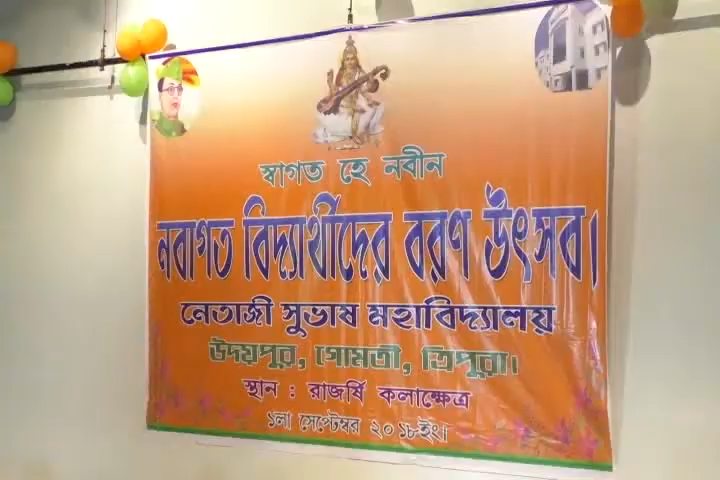 স্বাগত হে নবীন
নবাগত বিদ্যার্থীদের বরণ উৎসব।
নেতাজী সুভাষ মহাবিদ্যালয়
উদয়পুর, গোমতী, ত্রিপুরা।
স্থান : রাজর্ষি কলাক্ষেত্র
১লা সেপ্টেম্বর ২০১৮ইং।